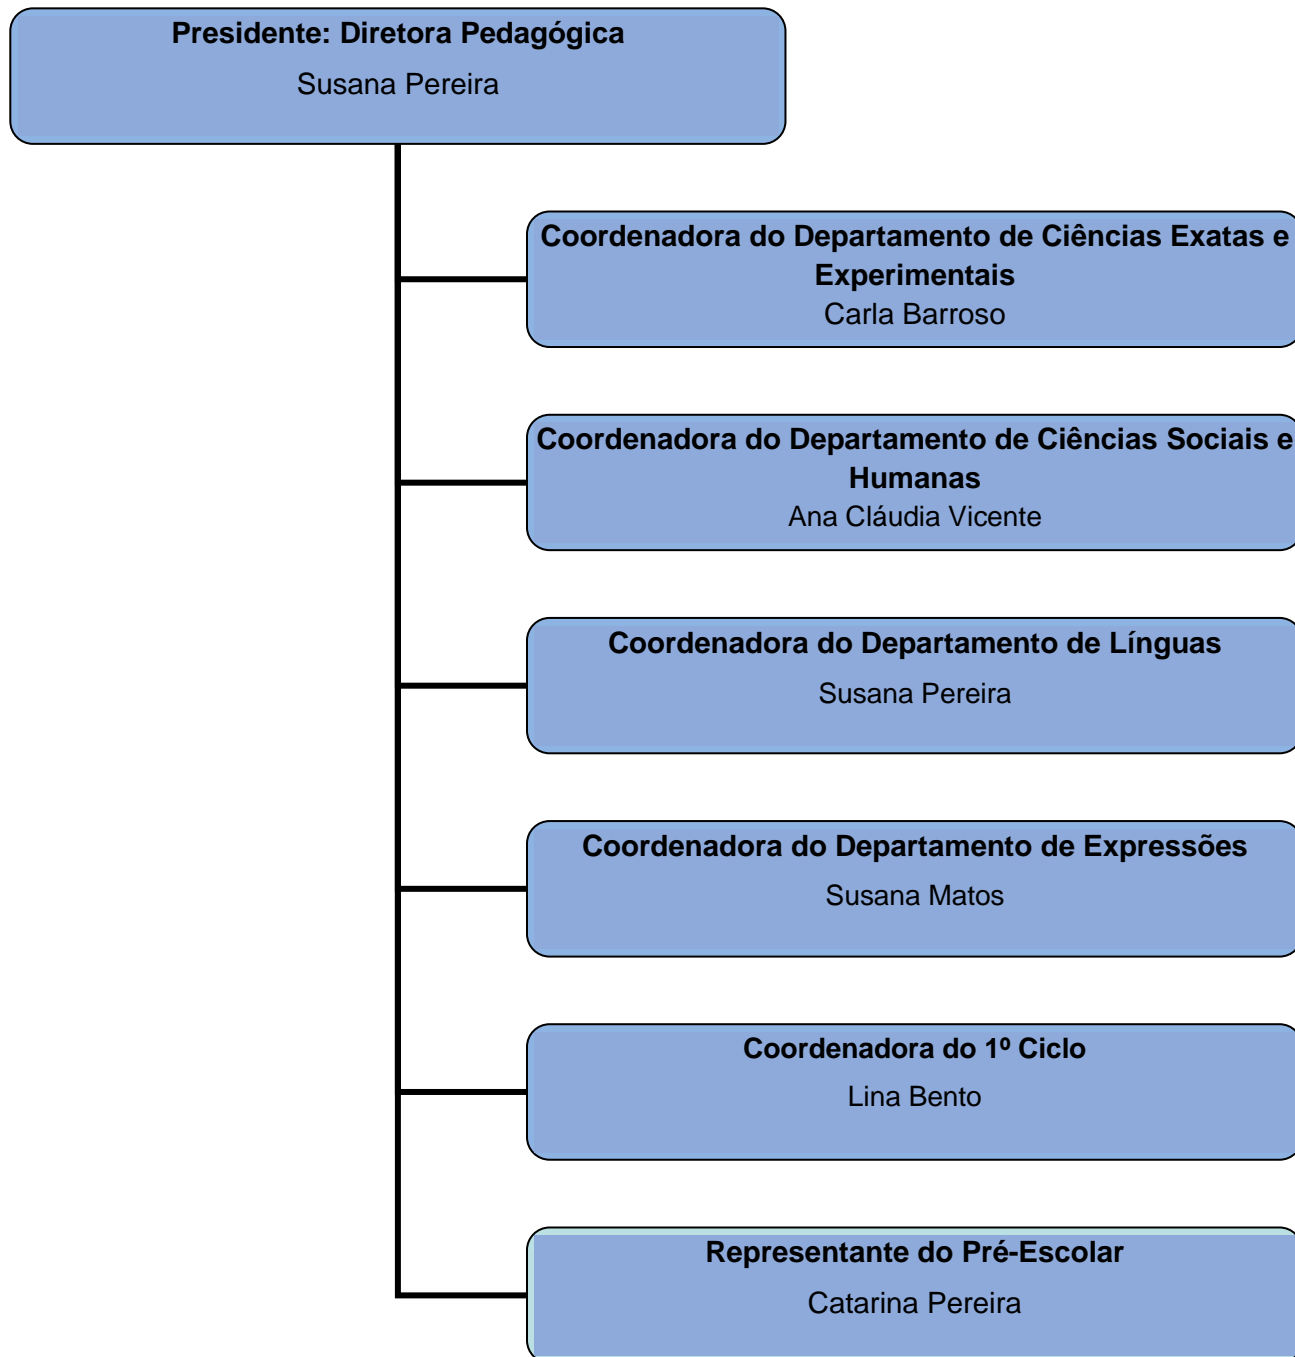 Presidente: Diretora Pedagógica
Susana Pereira
Coordenadora do Departamento de Ciências Exatas e
Experimentais
Carla Barroso
Coordenadora do Departamento de Ciências Sociais e
Humanas
Ana Cláudia Vicente
Coordenadora do Departamento de Línguas
Susana Pereira
Coordenadora do Departamento de Expressões
Susana Matos
Coordenadora do 1º Ciclo
Lina Bento
Representante do Pré-Escolar
Catarina Pereira